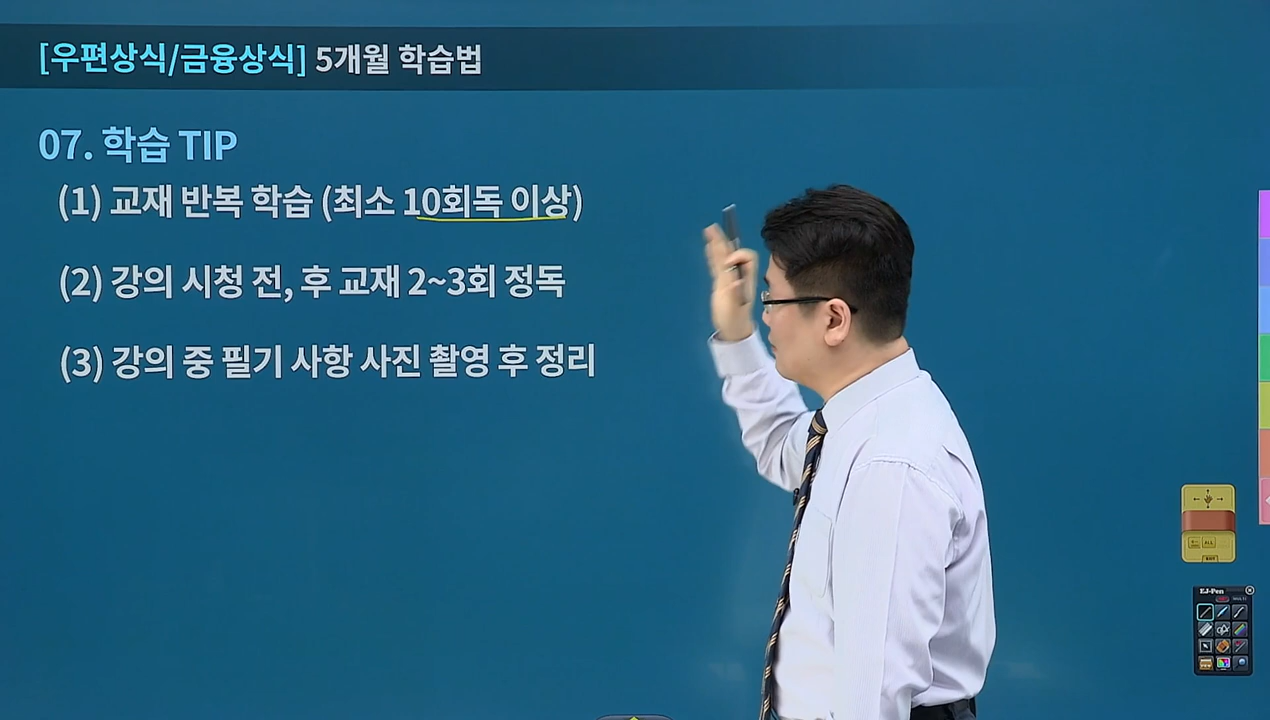 [우편상식/금융상식] 5개월 학습법
07. 학습 TIP
(1) 교재 반복 학습 (최소 10회독 이상)
(2) 강의 시청 전, 후 교재 2~3회 정독
(3) 강의 중 필기 사항 사진 촬영 후 정리
ALL
EJ-Pen